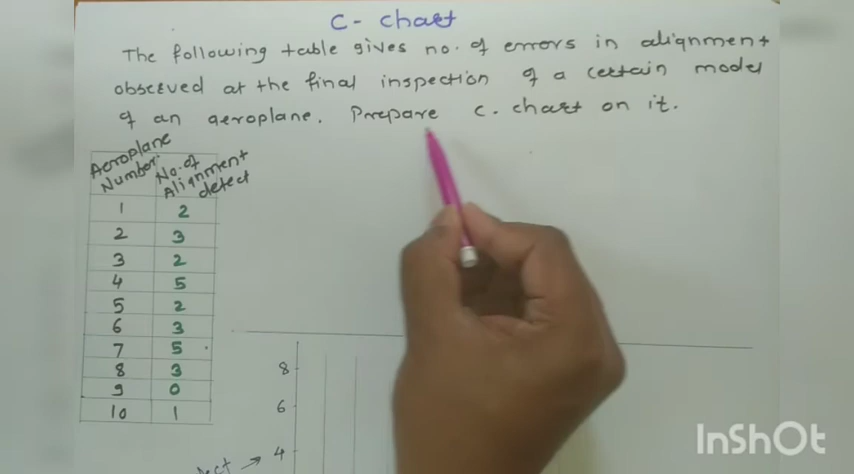 C - chart
The following table gives no. of errors in alignment
observed at the final inspection of a certain model
of an aeroplane. Prepare c. chart on it.
Aeroplane Number
No. of Alignment defect
1 2
2 3
3 2
4 5
5 2
6 3
7 5
8 3
9 0
10 1
8
6
4
InShOt